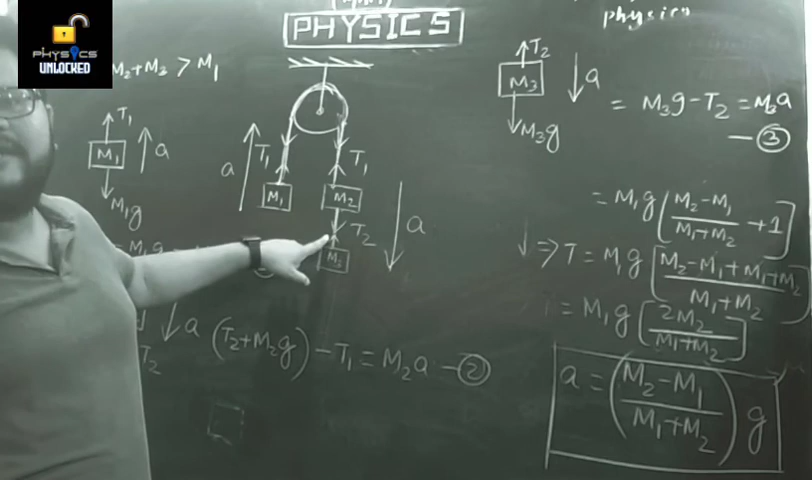 PHYSICS
UNLOCKED
PHYSICS
physics
M₂+M₃ > M₁
T₁
M₁
a
M₁g
a
T₁
M₁
T₁
M₂
T₂
a
T₂
M₃
a
M₃g
= M₃g-T₂=M₃a
-③
a
T₂
(T₂+M₂g)-T₁=M₂a-②
= M₁g(M₂-M₁/M₁+M₂+1)
⇒ T = M₁g[M₂-M₁+M₁+M₂/M₁+M₂]
= M₁g[2M₂/M₁+M₂]
a = (M₂-M₁/M₁+M₂)g